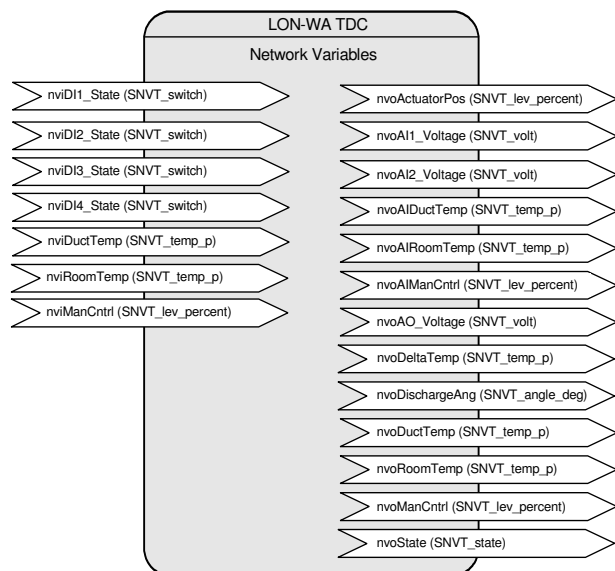 LON-WA TDC
Network Variables
nviDI1_State (SNVT_switch)
nviDI2_State (SNVT_switch)
nviDI3_State (SNVT_switch)
nviDI4_State (SNVT_switch)
nviDuctTemp (SNVT_temp_p)
nviRoomTemp (SNVT_temp_p)
nviManCntrl (SNVT_lev_percent)
nvoActuatorPos (SNVT_lev_percent)
nvoAI1_Voltage (SNVT_volt)
nvoAI2_Voltage (SNVT_volt)
nvoAIDuctTemp (SNVT_temp_p)
nvoAIRoomTemp (SNVT_temp_p)
nvoAIManCntrl (SNVT_lev_percent)
nvoAO_Voltage (SNVT_volt)
nvoDeltaTemp (SNVT_temp_p)
nvoDischargeAng (SNVT_angle_deg)
nvoDuctTemp (SNVT_temp_p)
nvoRoomTemp (SNVT_temp_p)
nvoManCntrl (SNVT_lev_percent)
nvoState (SNVT_state)